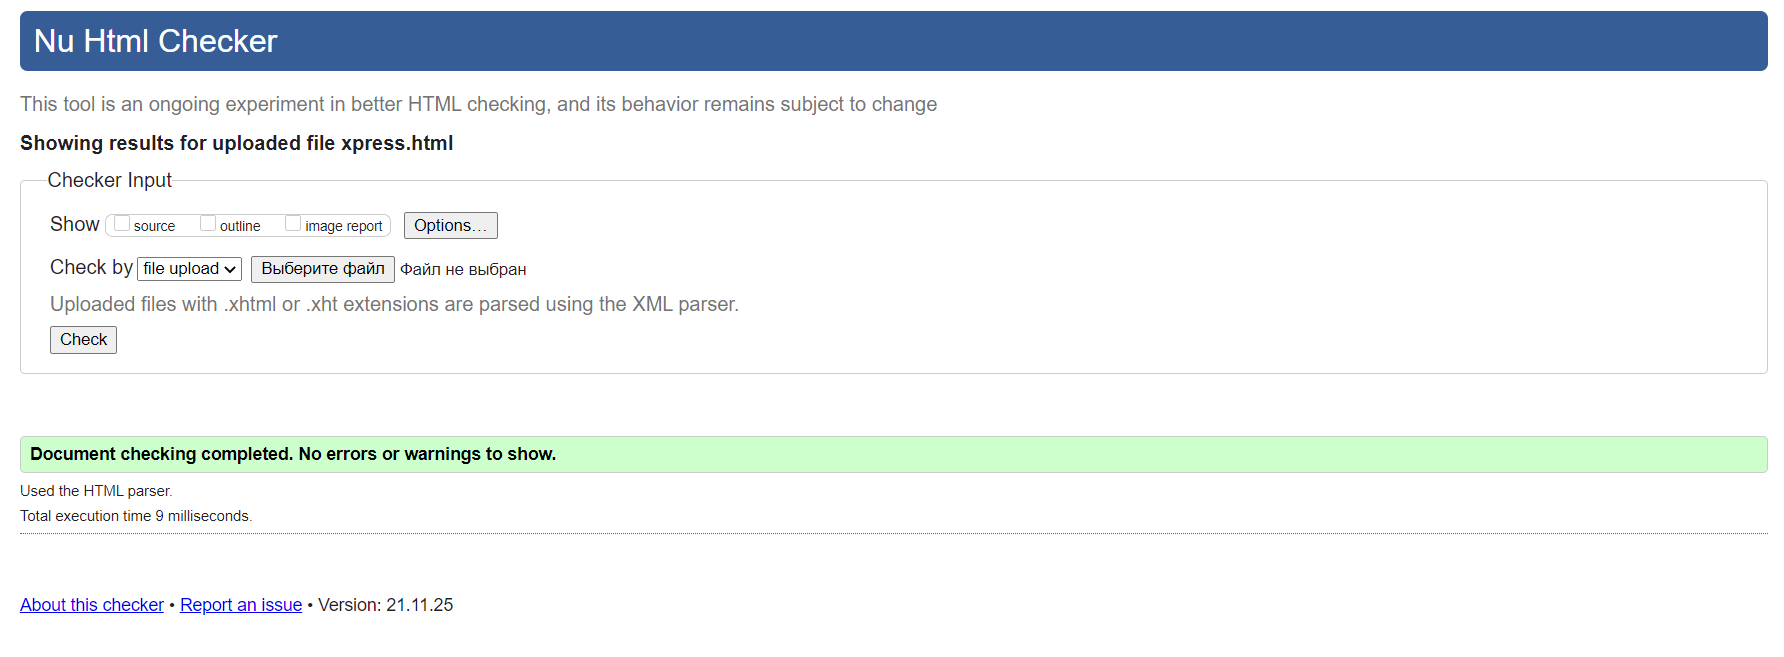 Nu Html Checker
This tool is an ongoing experiment in better HTML checking, and its behavior remains subject to change
Showing results for uploaded file xpress.html
Checker Input
Show source outline image report Options…
Check by file upload Выберите файл Файл не выбран
Uploaded files with .xhtml or .xht extensions are parsed using the XML parser.
Check
Document checking completed. No errors or warnings to show.
Used the HTML parser.
Total execution time 9 milliseconds.
About this checker • Report an issue • Version: 21.11.25